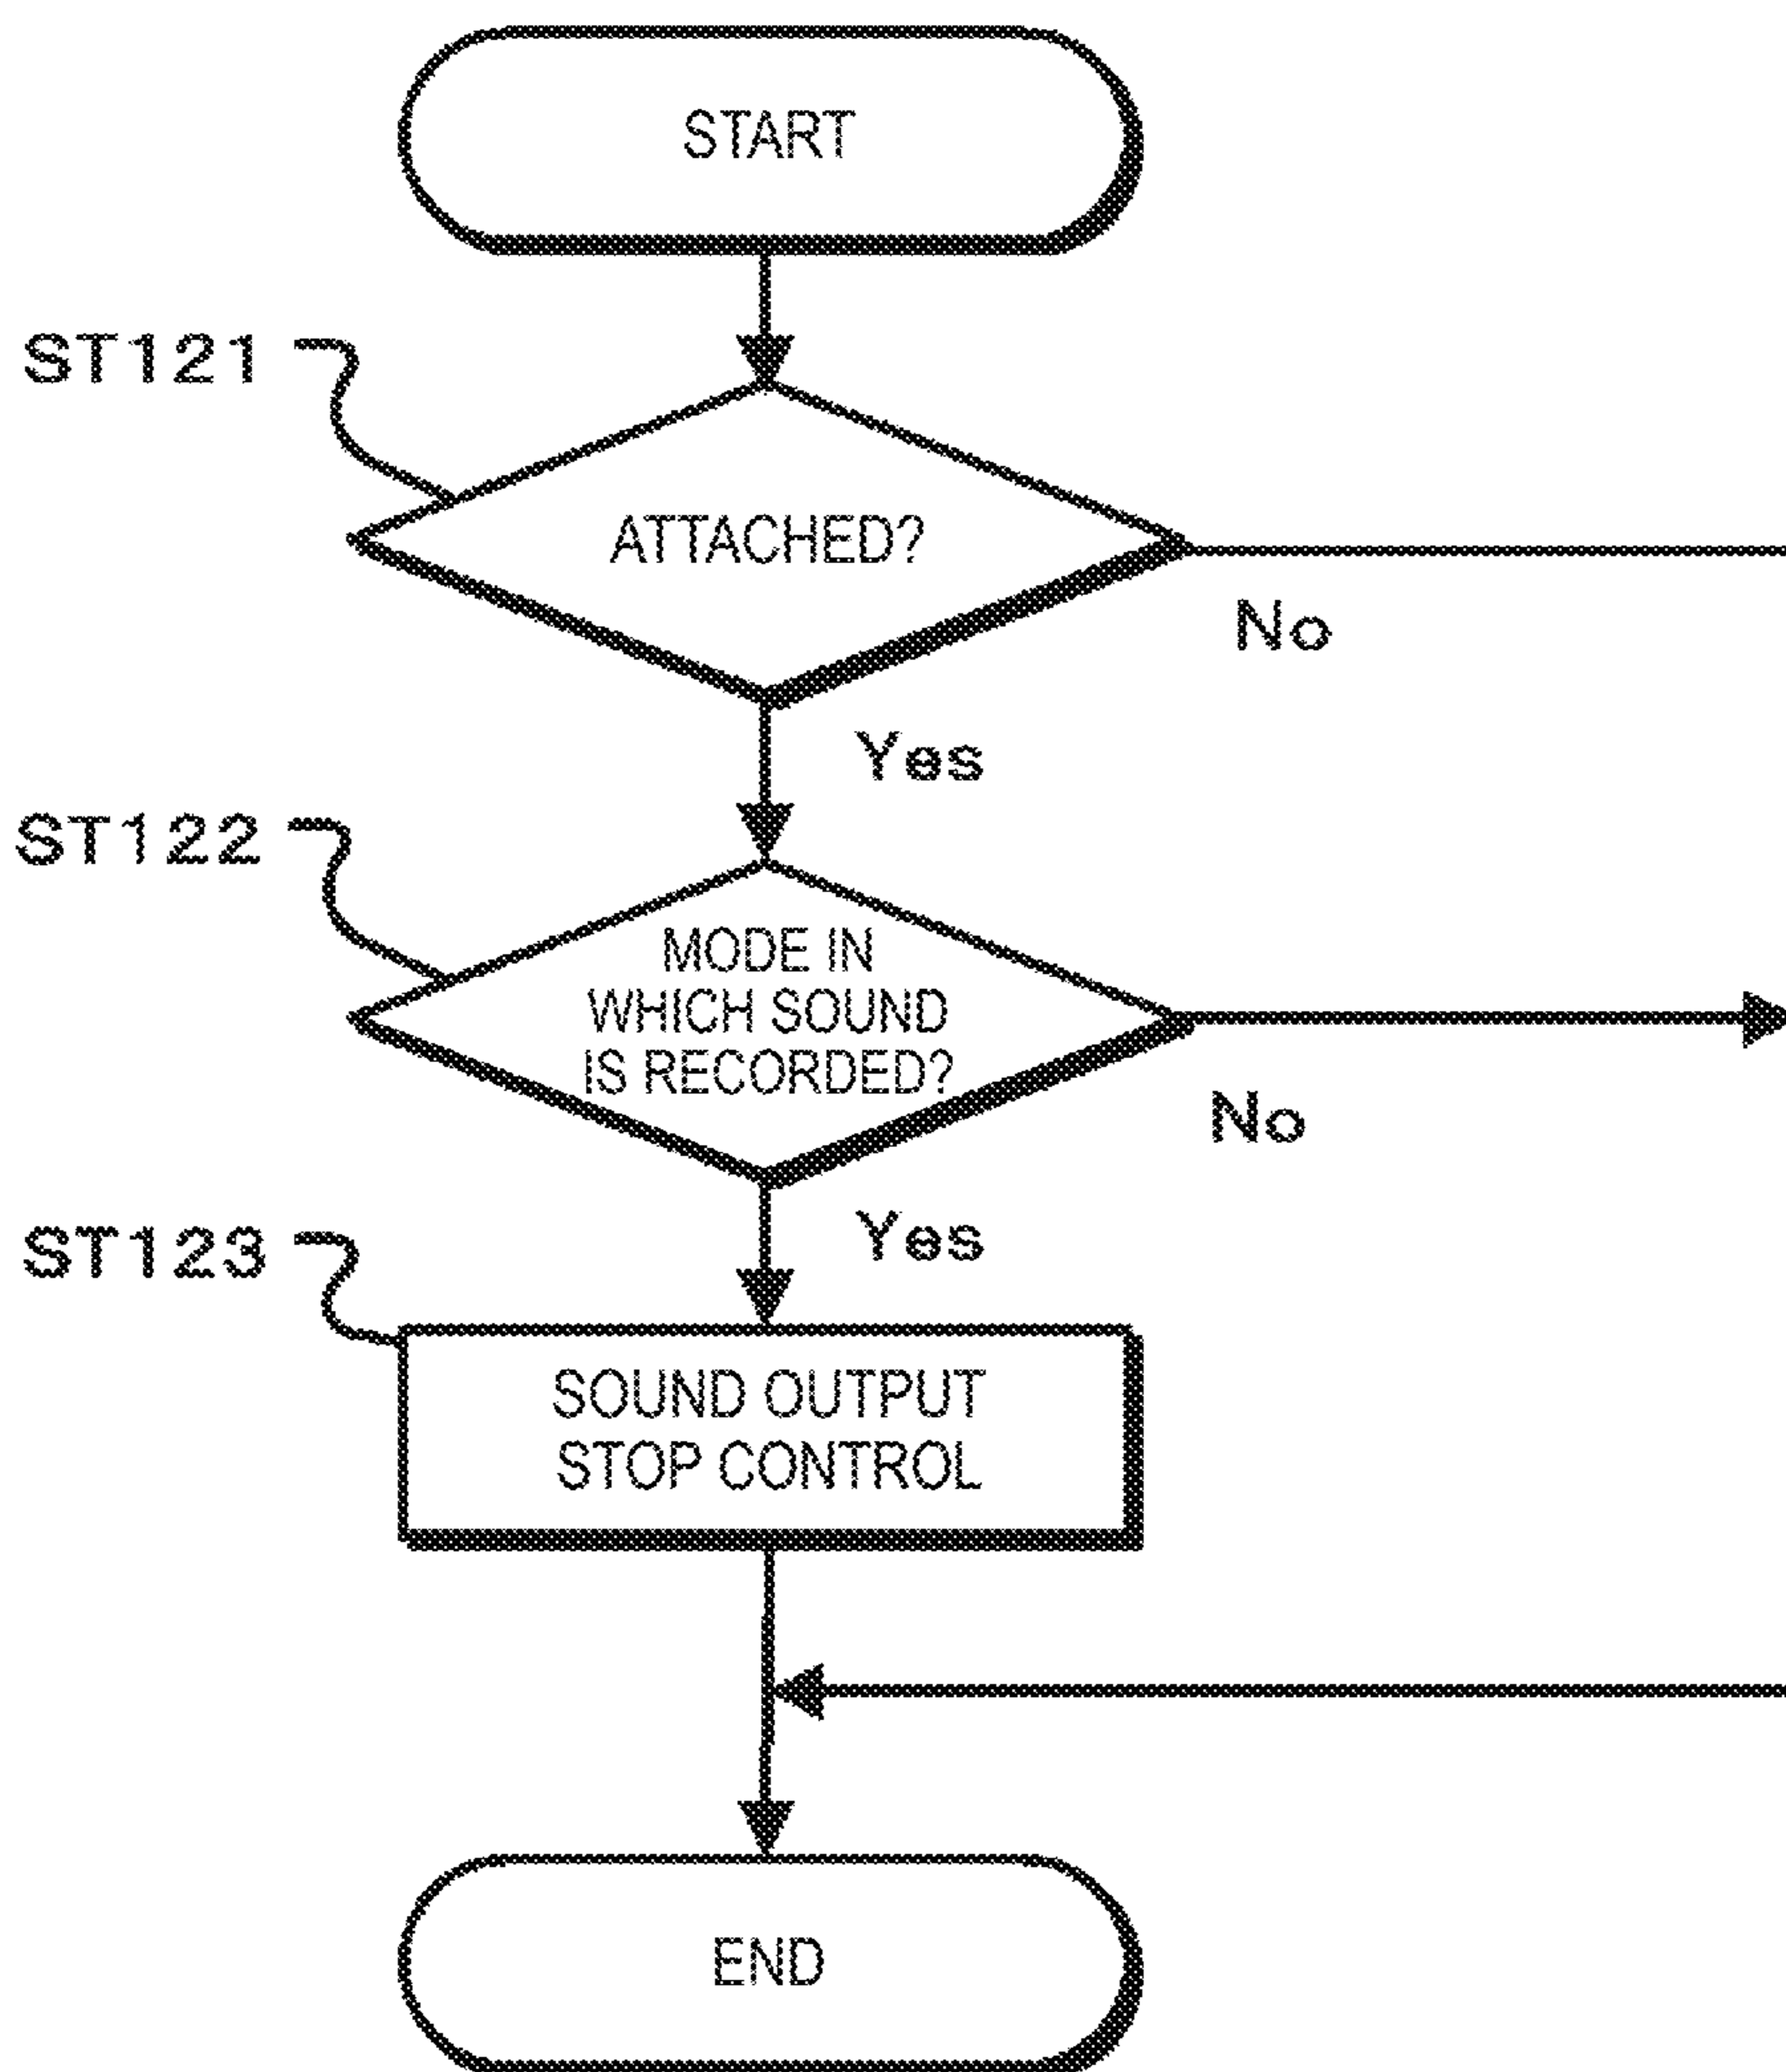 START
ST121
ATTACHED?
No
Yes
ST122
MODE IN
WHICH SOUND
IS RECORDED?
No
Yes
ST123
SOUND OUTPUT
STOP CONTROL
END